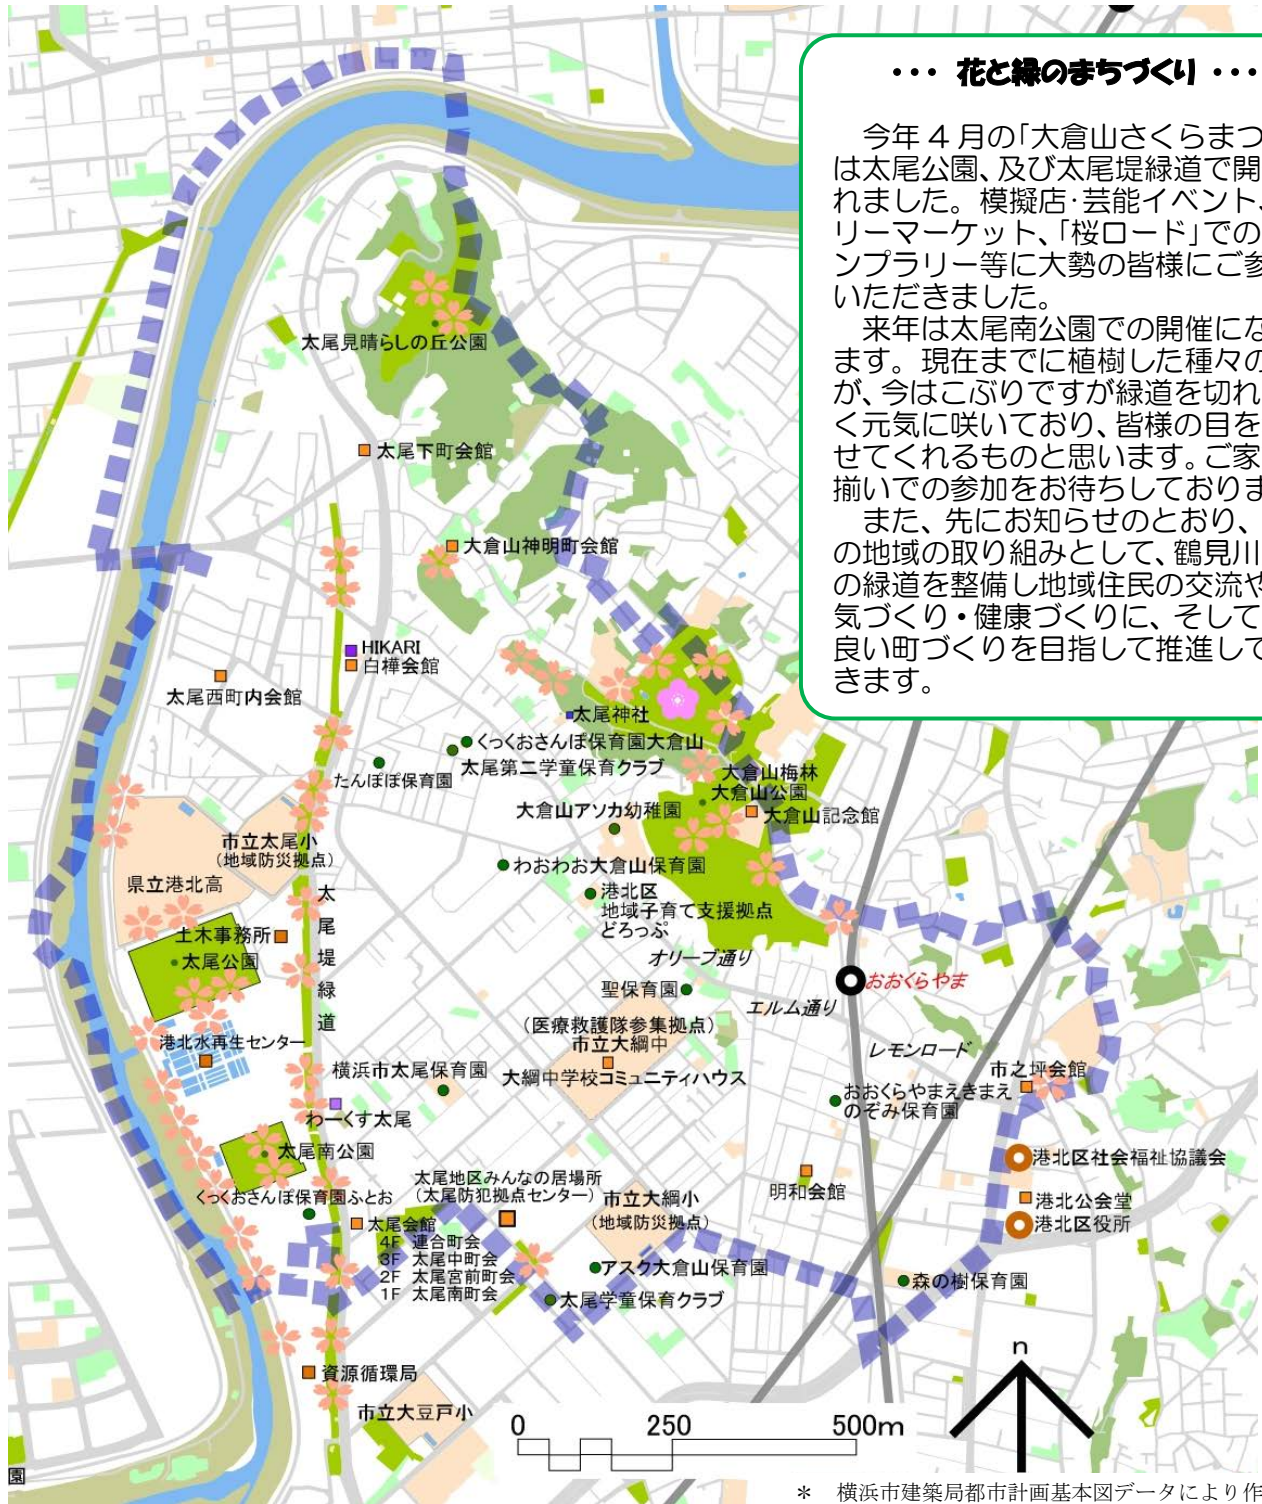 ・・・ 花と緑のまちづくり ・・・
今年 4 月の「大倉山さくらまつ
は太尾公園、及び太尾堤緑道で開
れました。模擬店・芸能イベント、
リーマーケット、「桜ロード」での
ンプラリー等に大勢の皆様にご参
いただきました。
来年は太尾南公園での開催にな
ます。現在までに植樹した種々の
が、今はこぶりですが緑道を切れ
く元気に咲いており、皆様の目を
せてくれるものと思います。ご家
揃いでの参加をお待ちしておりま
また、先にお知らせのとおり、
の地域の取り組みとして、鶴見川
の緑道を整備し地域住民の交流や
気づくり・健康づくりに、そして
良い町づくりを目指して推進して
きます。
太尾見晴らしの丘公園
太尾下町会館
大倉山神明町会館
HIKARI
白樺会館
太尾西町内会館
太尾神社
くっくおさんぽ保育園大倉山
太尾第二学童保育クラブ
たんぽぽ保育園
大倉山梅林
大倉山公園
大倉山記念館
大倉山アソカ幼稚園
市立太尾小
(地域防災拠点)
わおわお大倉山保育園
県立港北高
港北区
地域子育て支援拠点
どろっぷ
太尾堤緑道
土木事務所
太尾公園
オリーブ通り
おおくらやま
聖保育園
エルム通り
(医療救護隊参集拠点)
市立大綱中
大綱中学校コミュニティハウス
港北水再生センター
レモンロード
横浜市太尾保育園
市之坪会館
おおくらやまえきまえ
のぞみ保育園
わーくす太尾
太尾南公園
港北区社会福祉協議会
太尾地区みんなの居場所
(太尾防犯拠点センター)
明和会館
くっくおさんぽ保育園ふとお
市立大綱小
(地域防災拠点)
港北公会堂
港北区役所
太尾会館
4F 連合町会
3F 太尾中町会
2F 太尾宮前町会
1F 太尾南町会
アスク大倉山保育園
森の樹保育園
太尾学童保育クラブ
資源循環局
市立大豆戸小
n
0 250 500m
園
* 横浜市建築局都市計画基本図データにより作